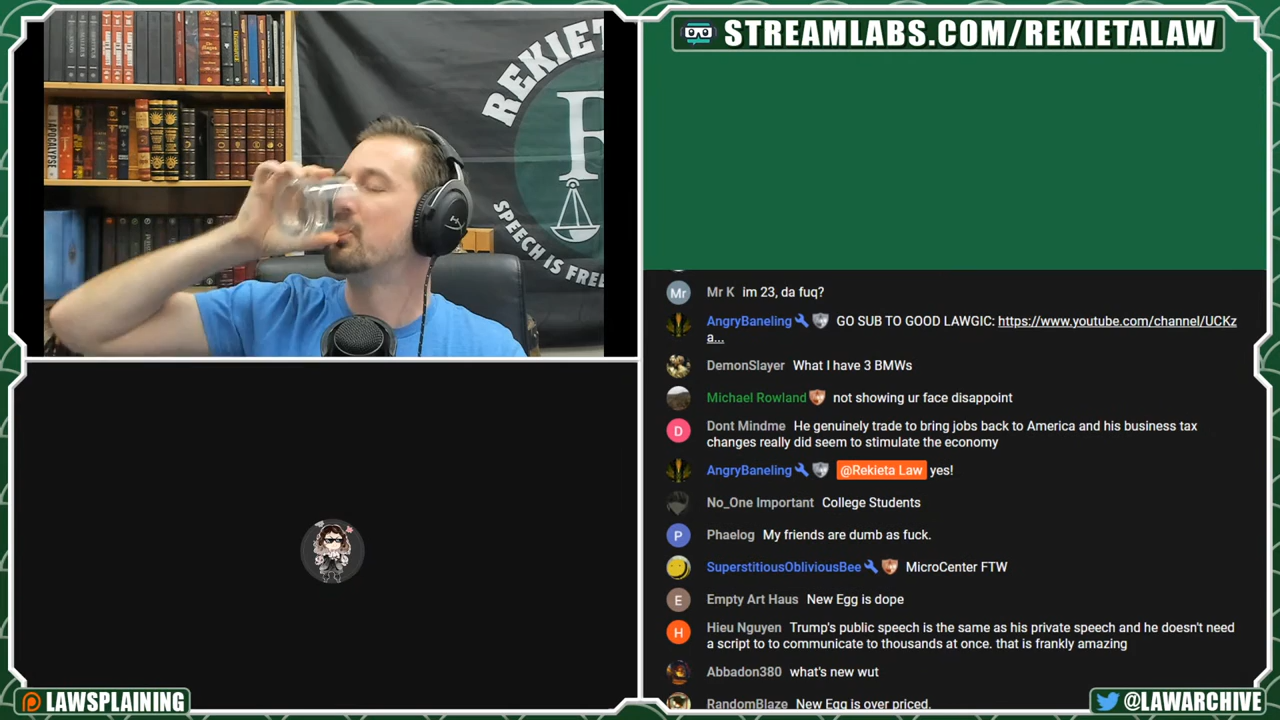 STREAMLABS.COM/REKIETALAW
REKIET
R
SPEECH IS FREE
APOCALYPSE
Mr
Mr K im 23, da fuq?
AngryBaneling GO SUB TO GOOD LAWGIC: https://www.youtube.com/channel/UCKz
a...
DemonSlayer What I have 3 BMWs
Michael Rowland not showing ur face disappoint
D
Dont Mindme He genuinely trade to bring jobs back to America and his business tax
changes really did seem to stimulate the economy
AngryBaneling @Rekieta Law yes!
No_One Important College Students
P
Phaelog My friends are dumb as fuck.
SuperstitiousObliviousBee MicroCenter FTW
E
Empty Art Haus New Egg is dope
H
Hieu Nguyen Trump's public speech is the same as his private speech and he doesn't need
a script to to communicate to thousands at once. that is frankly amazing
Abbadon380 what's new wut
RandomBlaze New Egg is over priced.
LAWSPLAINING
@LAWARCHIVE